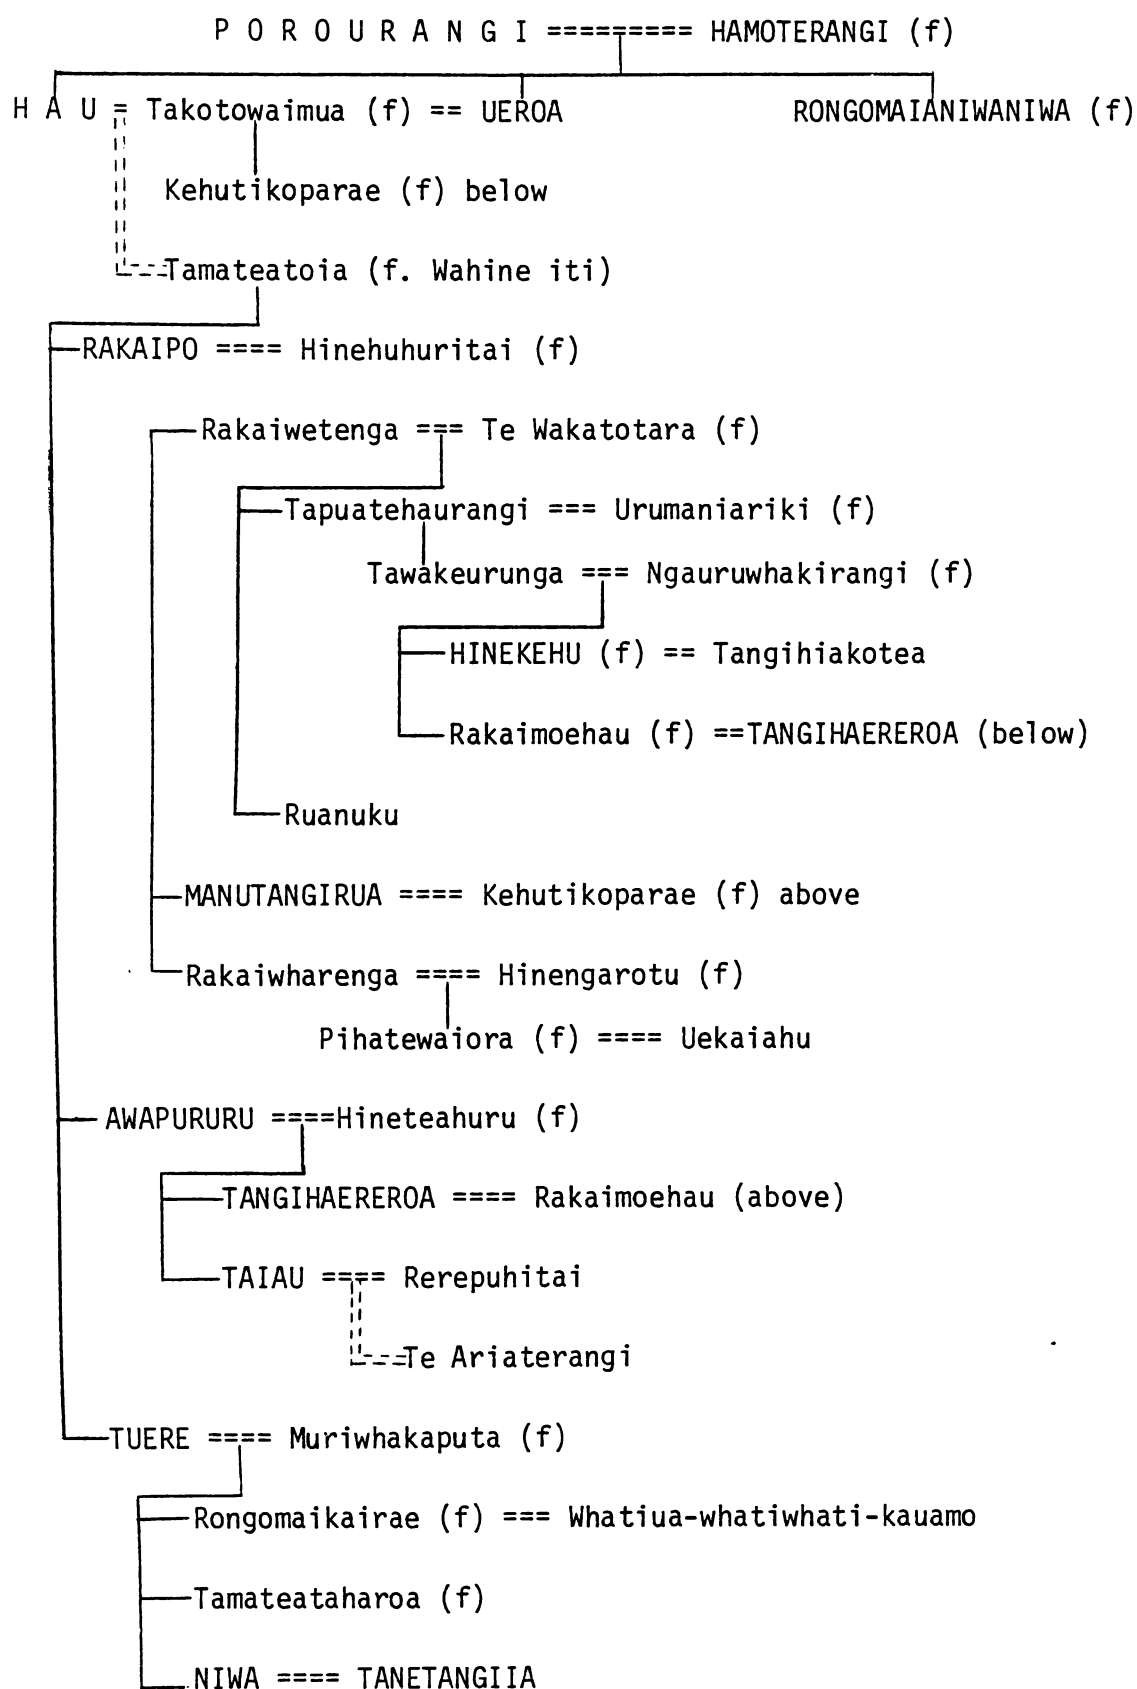 P O R O U R A N G I ========= HAMOTERANGI (f)
H A U = Takotowaimua (f) == UEROA RONGOMAIANIWANIWA (f)
Kehutikoparae (f) below
Tamateatoia (f. Wahine iti)
RAKAIPO ==== Hinehuhuritai (f)
Rakaiwetenga === Te Wakatotara (f)
Tapuatehaurangi === Urumaniariki (f)
Tawakeurunga === Ngauruwhakirangi (f)
HINEKEHU (f) == Tangihiakotea
Rakaimoehau (f) ==TANGIHAEREROA (below)
Ruanuku
MANUTANGIRUA ==== Kehutikoparae (f) above
Rakaiwharenga ==== Hinengarotu (f)
Pihatewaiora (f) ==== Uekaiahu
AWAPURURU ====Hineteahuru (f)
TANGIHAEREROA ==== Rakaimoehau (above)
TAIAU ==== Rerepuhitai
Te Ariaterangi
TUERE ==== Muriwhakaputa (f)
Rongomaikairae (f) === Whatiua-whatiwhati-kauamo
Tamateataharoa (f)
NIWA ==== TANETANGIIA